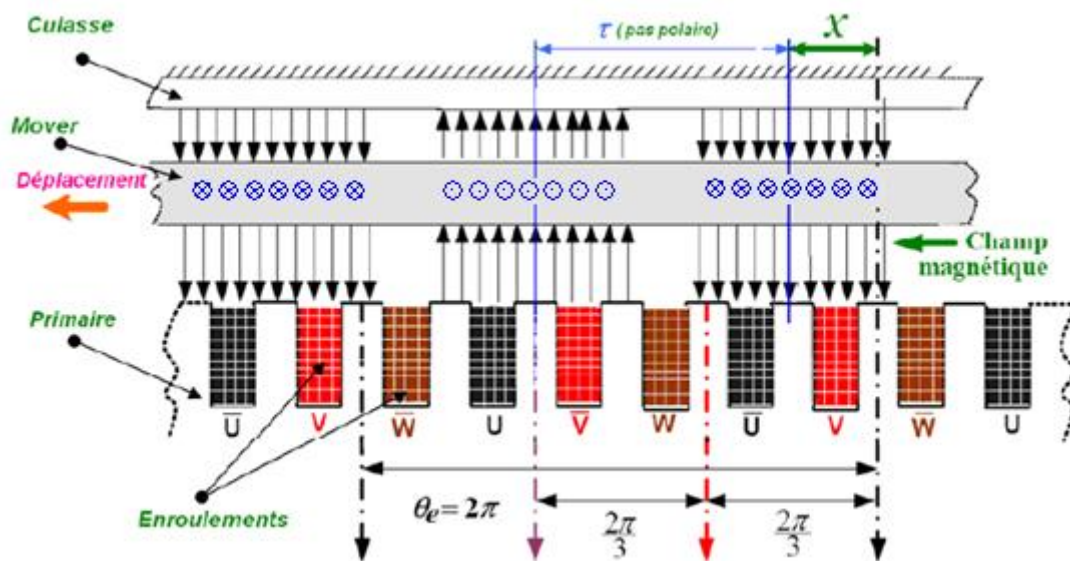 Culasse
τ (pas polaire)
x
Mover
Déplacement
Champ
magnétique
Primaire
U̅ V W̅ U V̅ W U̅ V W̅ U
Enroulements
θe = 2π
2π/3
2π/3